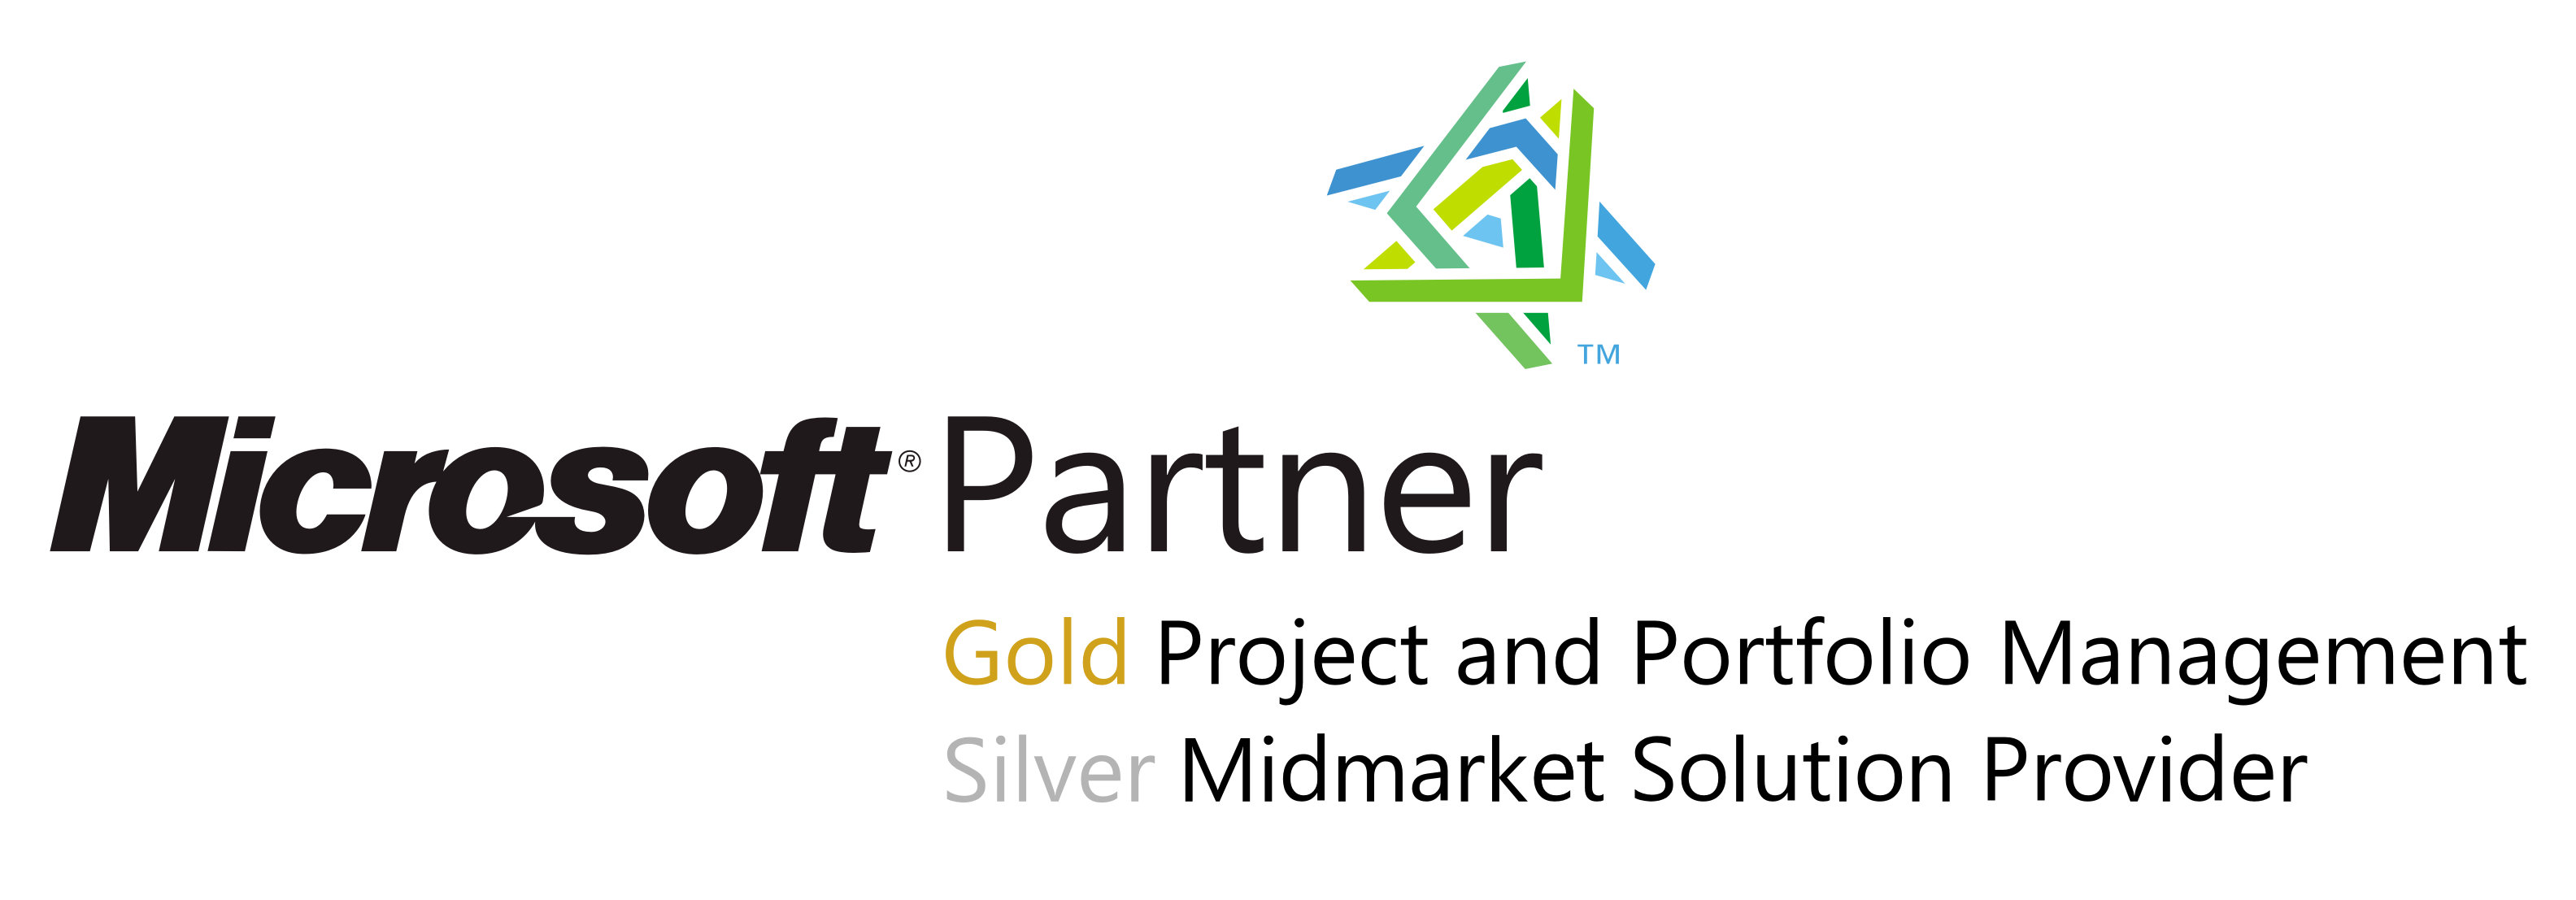 TM
Microsoft® Partner
Gold Project and Portfolio Management
Silver Midmarket Solution Provider